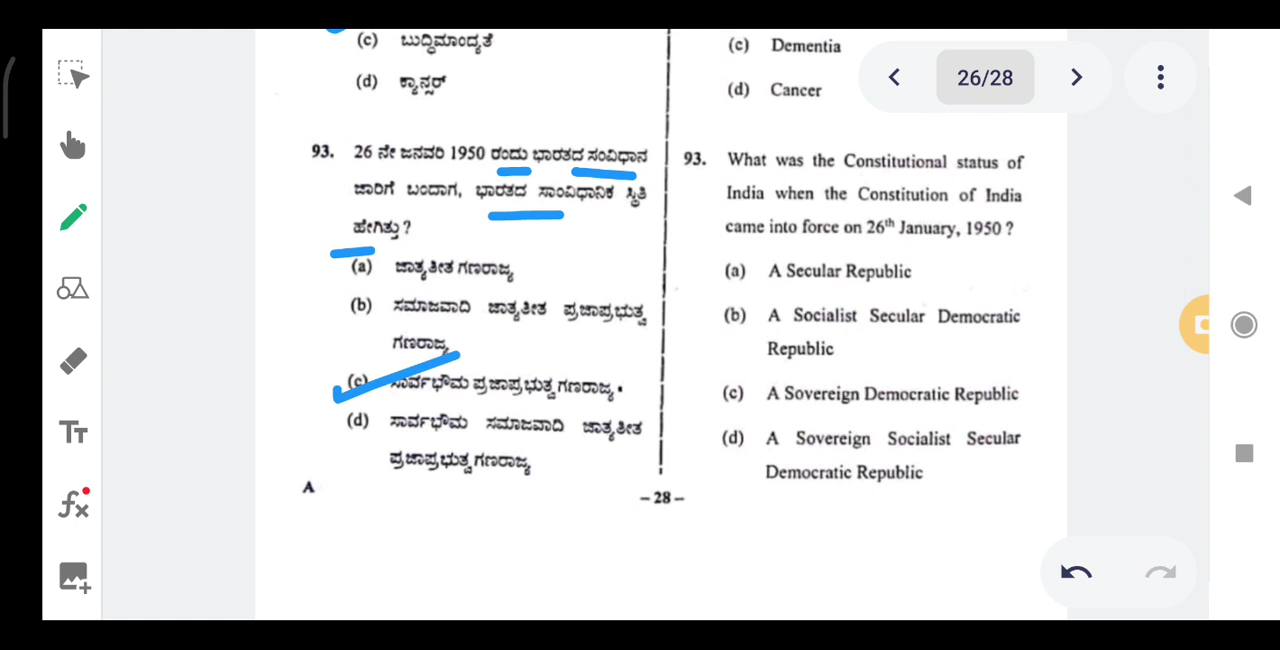 (c) ಬುದ್ಧಿಮಾಂದ್ಯತೆ
(d) ಕ್ಯಾನ್ಸರ್
93. 26 ನೇ ಜನವರಿ 1950 ರಂದು ಭಾರತದ ಸಂವಿಧಾನ
ಜಾರಿಗೆ ಬಂದಾಗ, ಭಾರತದ ಸಾಂವಿಧಾನಿಕ ಸ್ಥಿತಿ
ಹೇಗಿತ್ತು?
(a) ಜಾತ್ಯತೀತ ಗಣರಾಜ್ಯ
(b) ಸಮಾಜವಾದಿ ಜಾತ್ಯತೀತ ಪ್ರಜಾಪ್ರಭುತ್ವ
ಗಣರಾಜ್ಯ
(c) ಸಾರ್ವಭೌಮ ಪ್ರಜಾಪ್ರಭುತ್ವ ಗಣರಾಜ್ಯ
(d) ಸಾರ್ವಭೌಮ ಸಮಾಜವಾದಿ ಜಾತ್ಯತೀತ
ಪ್ರಜಾಪ್ರಭುತ್ವ ಗಣರಾಜ್ಯ
A
(c) Dementia
(d) Cancer
93. What was the Constitutional status of
India when the Constitution of India
came into force on 26th January, 1950 ?
(a) A Secular Republic
(b) A Socialist Secular Democratic
Republic
(c) A Sovereign Democratic Republic
(d) A Sovereign Socialist Secular
Democratic Republic
– 28 –
26/28
Tт
fx